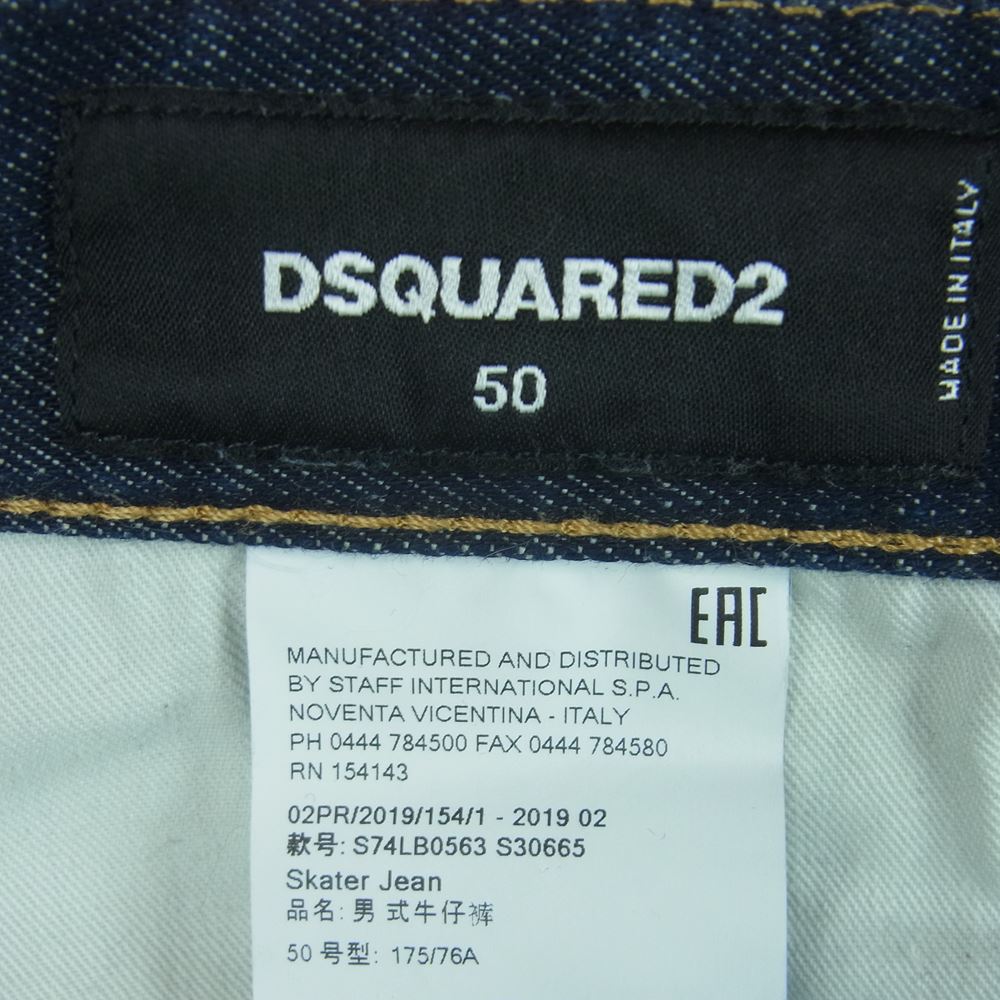 DSQUARED2
50
MADE IN ITALY
EAC
MANUFACTURED AND DISTRIBUTED
BY STAFF INTERNATIONAL S.P.A.
NOVENTA VICENTINA - ITALY
PH 0444 784500 FAX 0444 784580
RN 154143
02PR/2019/154/1 - 2019 02
款号: S74LB0563 S30665
Skater Jean
品名: 男 式牛仔裤
50 号型: 175/76A